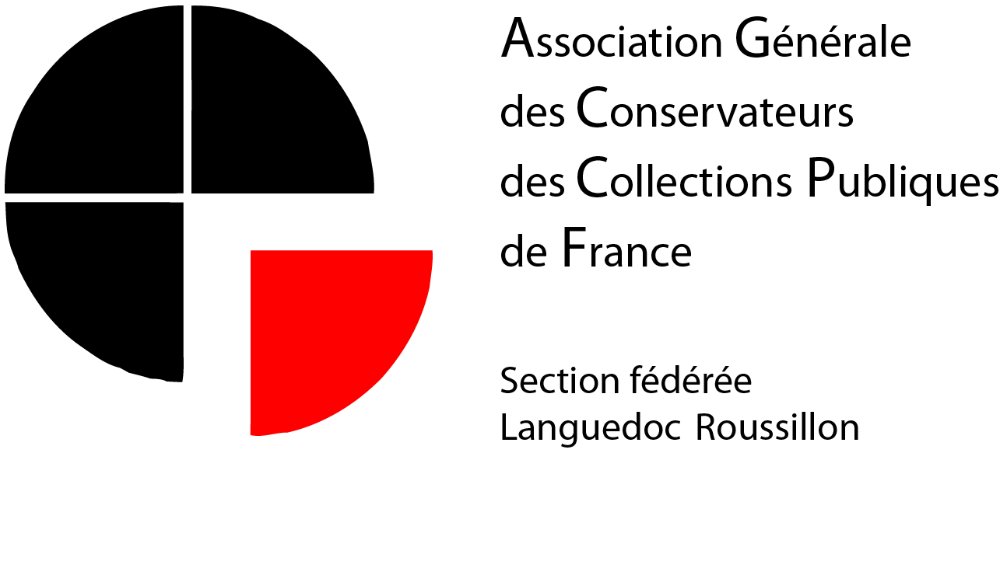 Association Générale
des Conservateurs
des Collections Publiques
de France
Section fédérée
Languedoc Roussillon